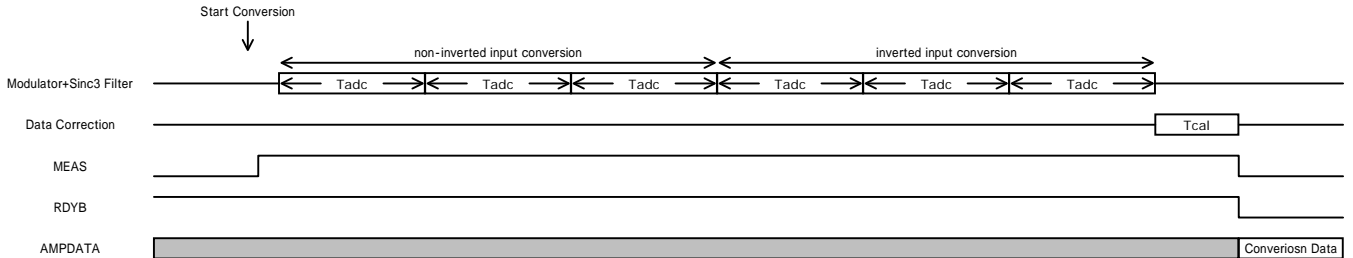 Start Conversion
non-inverted input conversion
inverted input conversion
Modulator+Sinc3 Filter
Tadc
Tadc
Tadc
Tadc
Tadc
Tadc
Data Correction
Tcal
MEAS
RDYB
AMPDATA
Converiosn Data